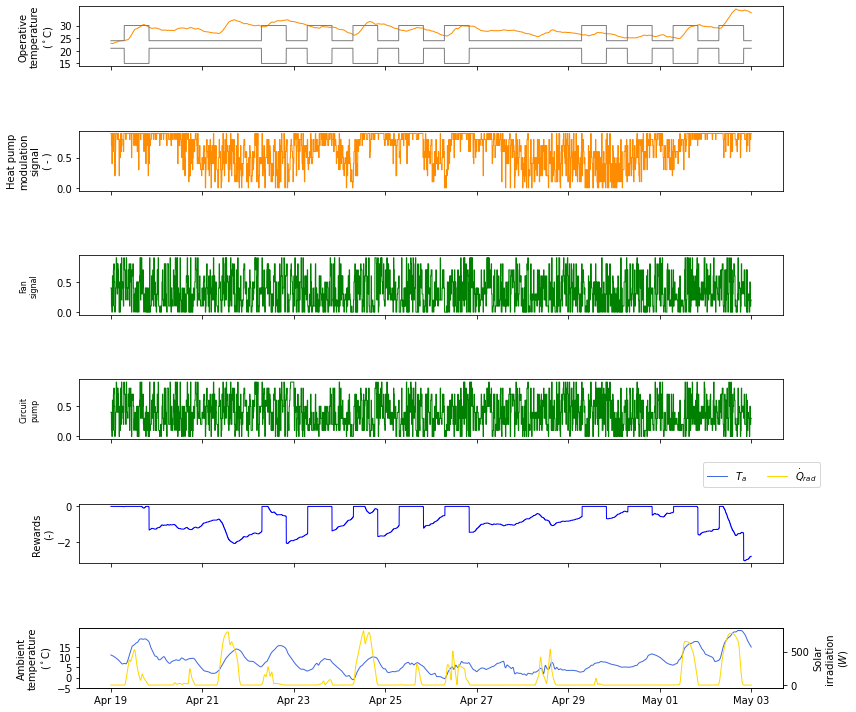 Operative
temperature
(°C)
30
25
20
15
Heat pump
modulation
signal
( - )
0.5
0.0
Fan
signal
0.5
0.0
Circuit
pump
0.5
0.0
T_a
Q̇_rad
Rewards
(-)
0
−2
Ambient
temperature
(°C)
15
10
5
0
−5
Solar
irradiation
(W)
500
0
Apr 19 Apr 21 Apr 23 Apr 25 Apr 27 Apr 29 May 01 May 03